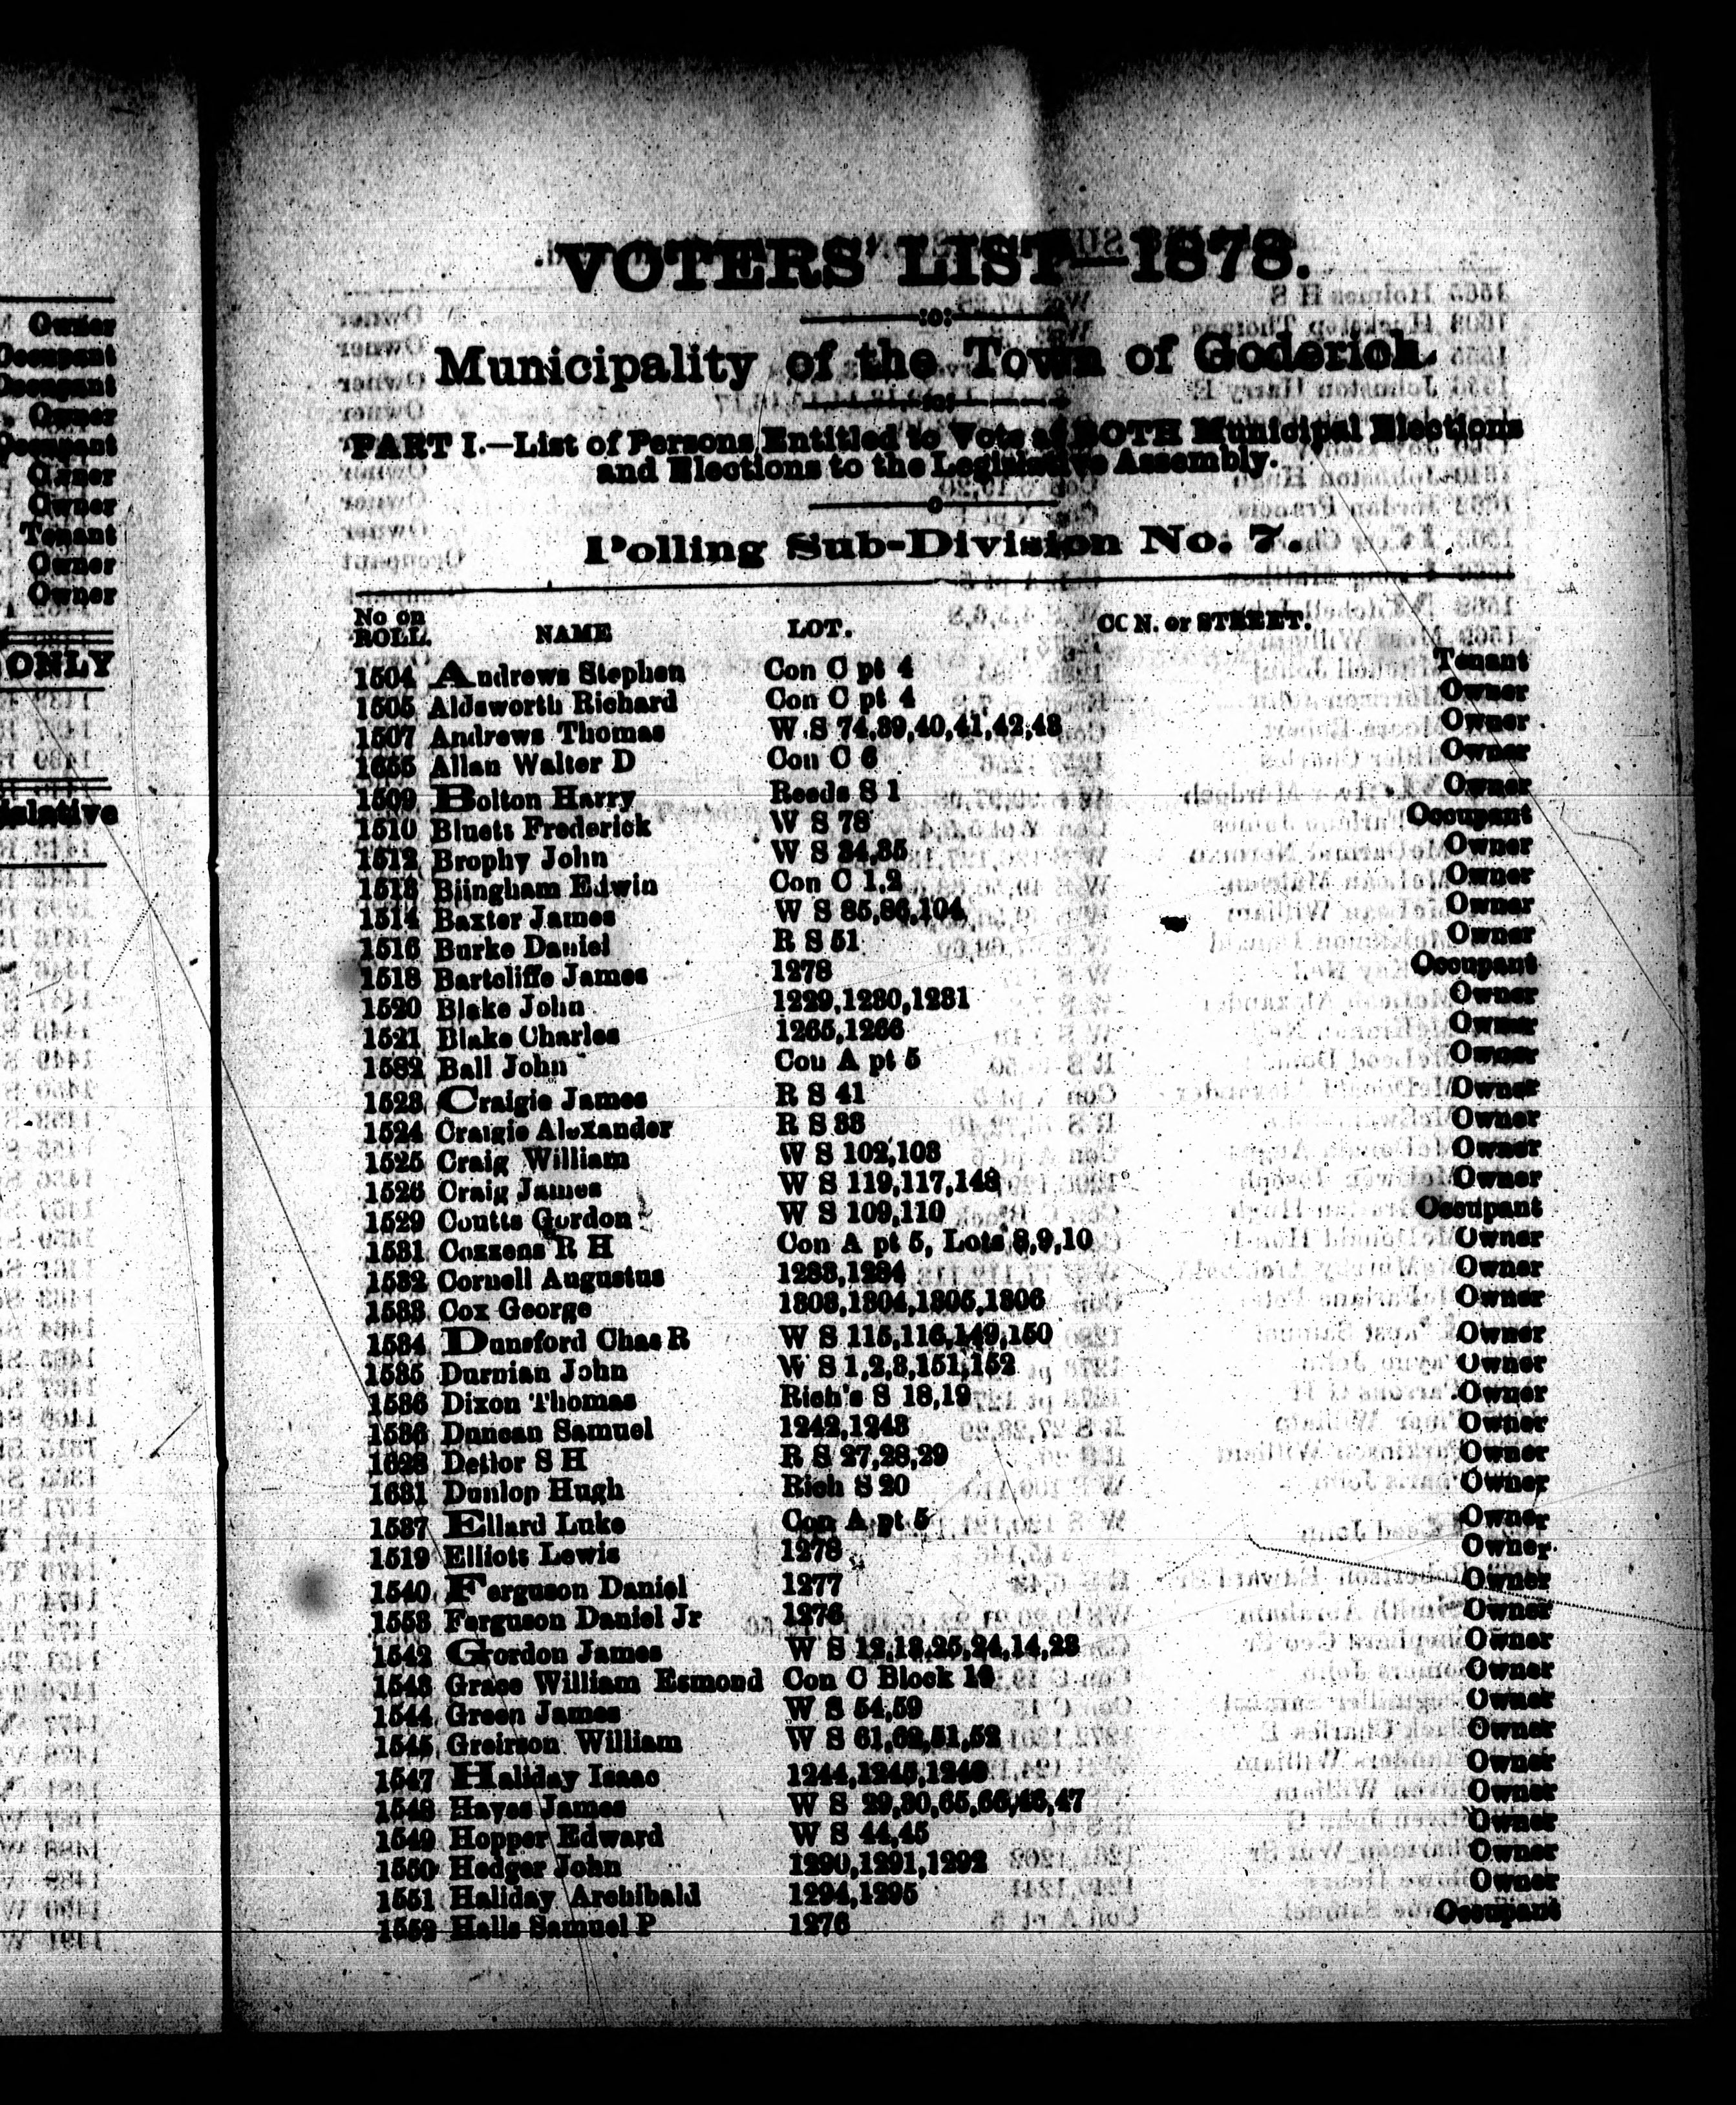 VOTERS LIST—1878.
:o:
Municipality of the Town of Goderich.
:o:
PART I.—List of Persons Entitled to Vote at BOTH Municipal Elections
and Elections to the Legislative Assembly.
o
Polling Sub-Division No. 7.
No on
ROLL. NAME LOT. CON. or STREET.
1504 Andrews Stephen Con C pt 4 Tenant
1505 Aldsworth Richard Con C pt 4 Owner
1507 Andrews Thomas W S 74,39,40,41,42,43 Owner
1655 Allan Walter D Con C 6 Owner
1509 Bolton Harry Reeds S 1 Owner
1510 Bluett Frederick W S 78 Occupant
1512 Brophy John W S 34,35 Owner
1513 Biingham Edwin Con C 1,2 Owner
1514 Baxter James W S 85,86,104 Owner
1516 Burke Daniel R S 51 Owner
1518 Bartcliffe James 1278 Occupant
1520 Blake John 1229,1230,1231 Owner
1521 Blake Charles 1265,1266 Owner
1582 Ball John Con A pt 5 Owner
1523 Craigie James R S 41 Owner
1524 Craigie Alexander R S 33 Owner
1525 Craig William W S 102,103 Owner
1526 Craig James W S 119,117,148 Owner
1529 Coutts Gordon W S 109,110 Occupant
1531 Cozzens R H Con A pt 5, Lots 8,9,10 Owner
1532 Cornell Augustus 1283,1284 Owner
1533 Cox George 1303,1304,1305,1306 Owner
1534 Dunsford Chas R W S 115,116,149,150 Owner
1535 Durnian John W S 1,2,3,151,152 Owner
1536 Dixon Thomas Rich's S 18,19 Owner
1536 Duncan Samuel 1242,1243 Owner
1628 Detlor S H R S 27,28,29 Owner
1631 Dunlop Hugh Rich S 20 Owner
1537 Ellard Luke Con A pt 5 Owner
1519 Elliott Lewis 1278 Owner
1540 Ferguson Daniel 1277 Owner
1553 Ferguson Daniel Jr 1276 Owner
1542 Gordon James W S 12,13,25,24,14,23 Owner
1543 Grace William Esmond Con C Block 16 Owner
1544 Green James W S 54,59 Owner
1545 Greirson William W S 61,62,51,52 Owner
1547 Haliday Isaac 1244,1245,1246 Owner
1548 Hayes James W S 29,30,65,66,46,47 Owner
1549 Hopper Edward W S 44,45 Owner
1550 Hedger John 1290,1291,1292 Owner
1551 Haliday Archibald 1294,1295 Owner
1552 Halls Samuel P 1276 Occupant